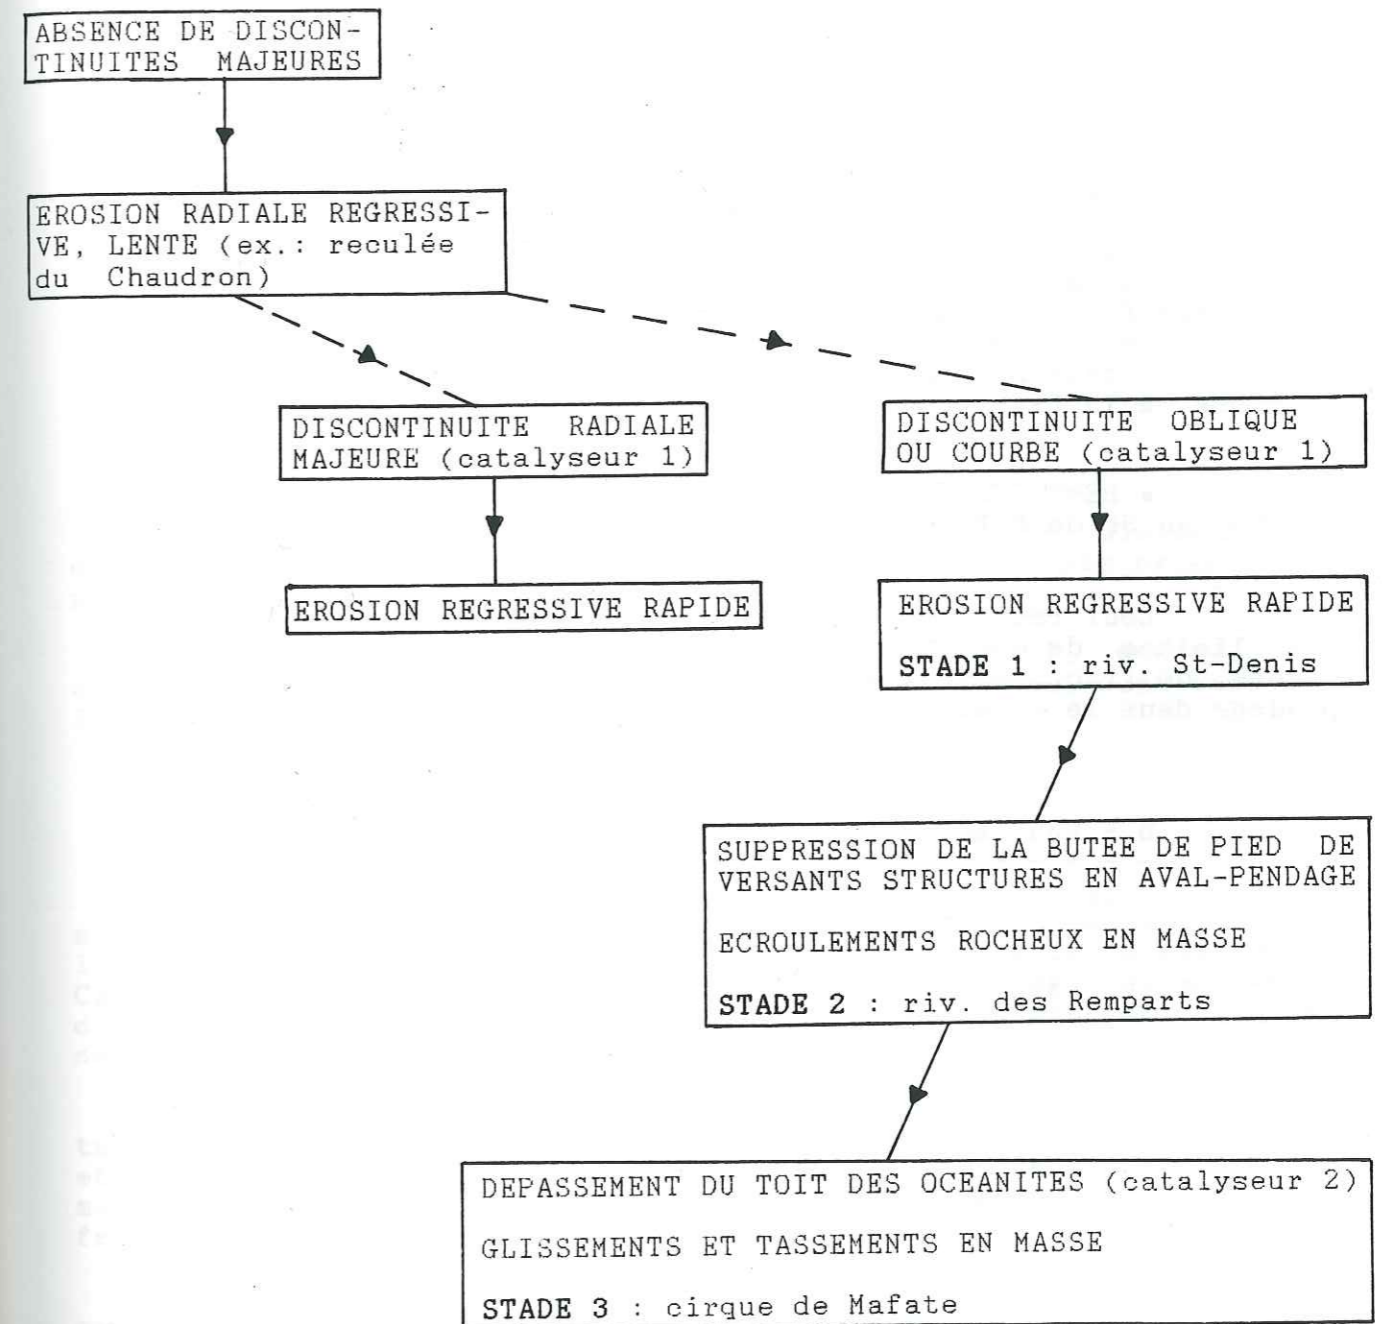 ABSENCE DE DISCON-
TINUITES MAJEURES
EROSION RADIALE REGRESSI-
VE, LENTE (ex.: reculée
du Chaudron)
DISCONTINUITE RADIALE
MAJEURE (catalyseur 1)
DISCONTINUITE OBLIQUE
OU COURBE (catalyseur 1)
EROSION REGRESSIVE RAPIDE
EROSION REGRESSIVE RAPIDE
STADE 1 : riv. St-Denis
SUPPRESSION DE LA BUTEE DE PIED DE
VERSANTS STRUCTURES EN AVAL-PENDAGE
ECROULEMENTS ROCHEUX EN MASSE
STADE 2 : riv. des Remparts
DEPASSEMENT DU TOIT DES OCEANITES (catalyseur 2)
GLISSEMENTS ET TASSEMENTS EN MASSE
STADE 3 : cirque de Mafate